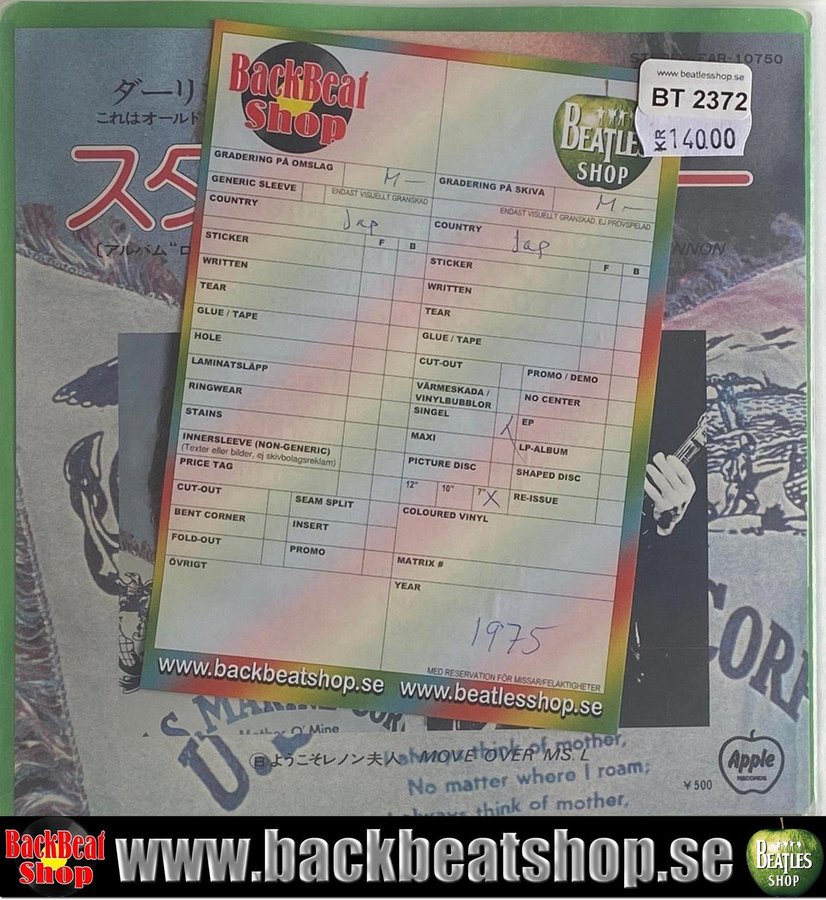 STEREO EAR-10750
ダーリ
これはオールド
スタ ー
(アルバム“ロ
NNON
BackBeat
Shop
BEATLES
SHOP
www.beatlesshop.se
BT 2372
KR 140.00
GRADERING PÅ OMSLAG M-
ENDAST VISUELLT GRANSKAD
GENERIC SLEEVE
COUNTRY Jap
F B
STICKER
WRITTEN
TEAR
GLUE / TAPE
HOLE
LAMINATSLÄPP
RINGWEAR
STAINS
INNERSLEEVE (NON-GENERIC)
(Texter eller bilder, ej skivbolagsreklam)
PRICE TAG
CUT-OUT
SEAM SPLIT
BENT CORNER
INSERT
FOLD-OUT
PROMO
ÖVRIGT
GRADERING PÅ SKIVA M-
ENDAST VISUELLT GRANSKAD, EJ PROVSPELAD
COUNTRY Jap
F B
STICKER
WRITTEN
TEAR
GLUE / TAPE
CUT-OUT
PROMO / DEMO
VÄRMESKADA /
VINYLBUBBLOR
NO CENTER
SINGEL X
EP
MAXI
LP-ALBUM
PICTURE DISC
SHAPED DISC
12" 10" 7" X
RE-ISSUE
COLOURED VINYL
MATRIX #
YEAR
1975
MED RESERVATION FÖR MISSAR/FELAKTIGHETER
www.backbeatshop.se www.beatlesshop.se
U.S. MARINE CORP
CORP
Mother O' Mine
Ⓑようこそレノン夫人 MOVE OVER MS. L
always think of mother,
No matter where I roam;
always think of mother,
¥500
Apple
RECORDS
BackBeat
Shop
www.backbeatshop.se
BEATLES
SHOP